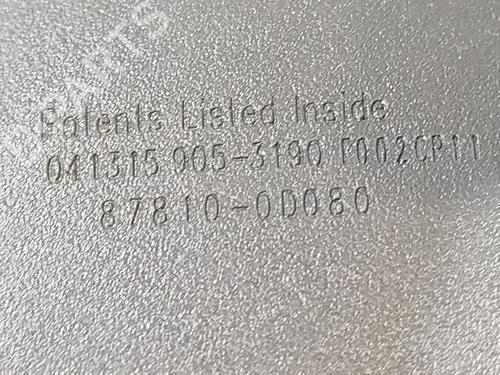 Patents Listed Inside
041315 905-3190 F002CP11
87810-0D080